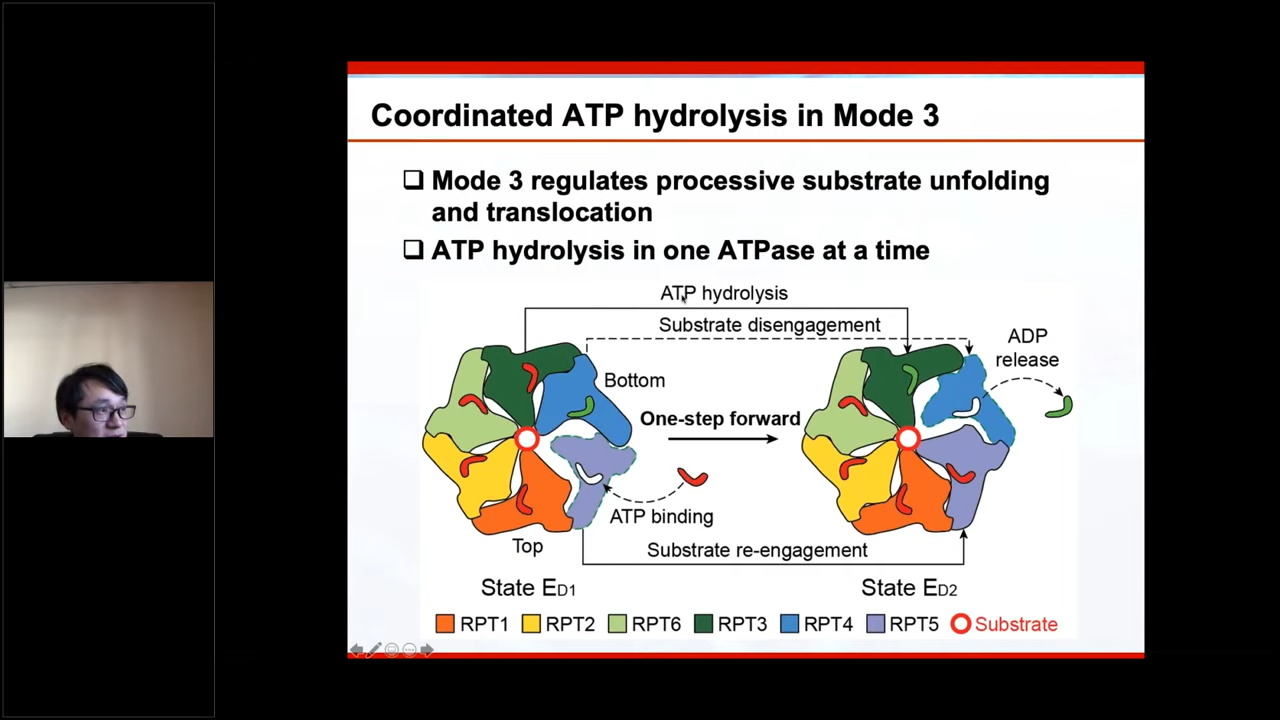 Coordinated ATP hydrolysis in Mode 3
Mode 3 regulates processive substrate unfolding
and translocation
ATP hydrolysis in one ATPase at a time
ATP hydrolysis
Substrate disengagement
ADP
release
Bottom
One-step forward
ATP binding
Top
Substrate re-engagement
State ED1
State ED2
RPT1 RPT2 RPT6 RPT3 RPT4 RPT5 Substrate